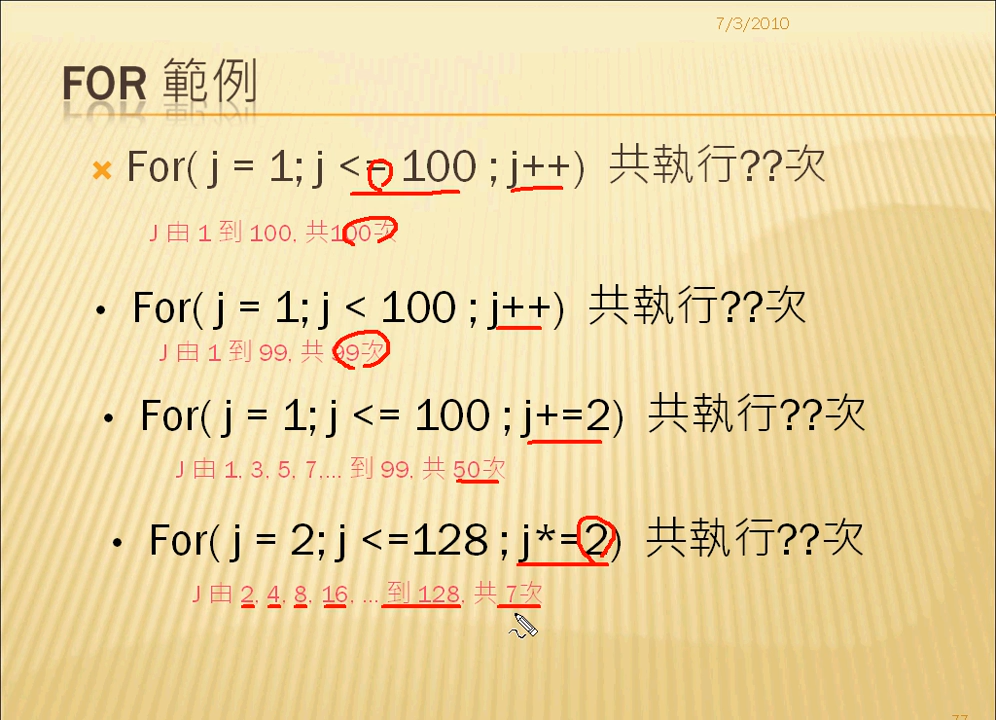 7/3/2010
FOR 範例
For( j = 1; j <= 100 ; j++) 共執行??次
J 由 1 到 100, 共100次
• For( j = 1; j < 100 ; j++) 共執行??次
J 由 1 到 99, 共 99次
• For( j = 1; j <= 100 ; j+=2) 共執行??次
J 由 1, 3, 5, 7,... 到 99, 共 50次
• For( j = 2; j <=128 ; j*=2) 共執行??次
J 由 2, 4, 8, 16, ... 到 128, 共 7次